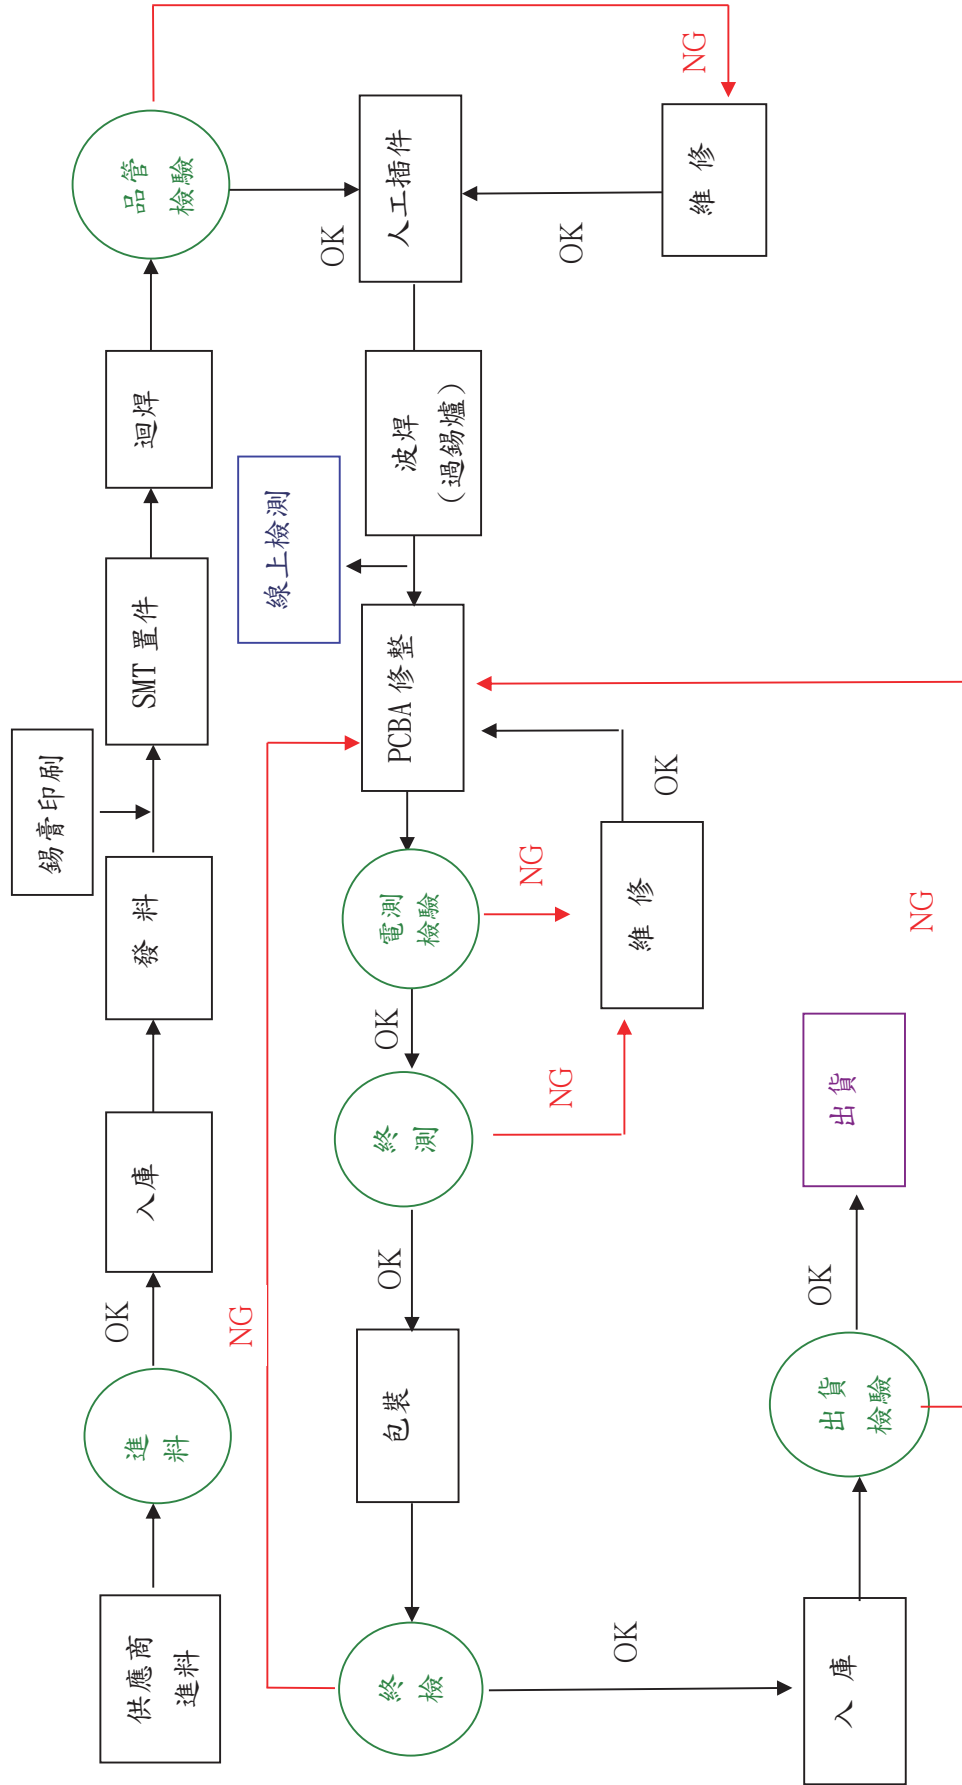 供應商
進料
進
料
OK
入庫
發 料
錫膏印刷
SMT 置件
迴焊
品管
檢驗
NG
OK
人工插件
OK
維 修
波焊
(過錫爐)
線上檢測
PCBA 修整
電測
檢驗
NG
OK
維 修
OK
終
測
NG
OK
包裝
終
檢
NG
OK
入 庫
出貨
檢驗
NG
OK
出貨